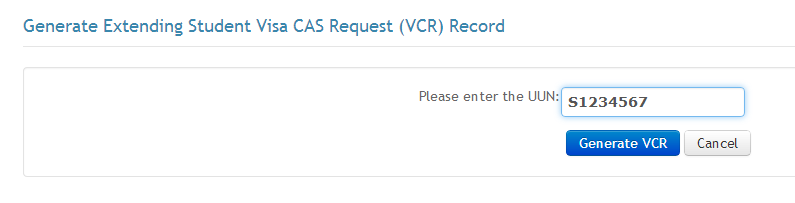 Generate Extending Student Visa CAS Request (VCR) Record
Please enter the UUN: S1234567
Generate VCR Cancel